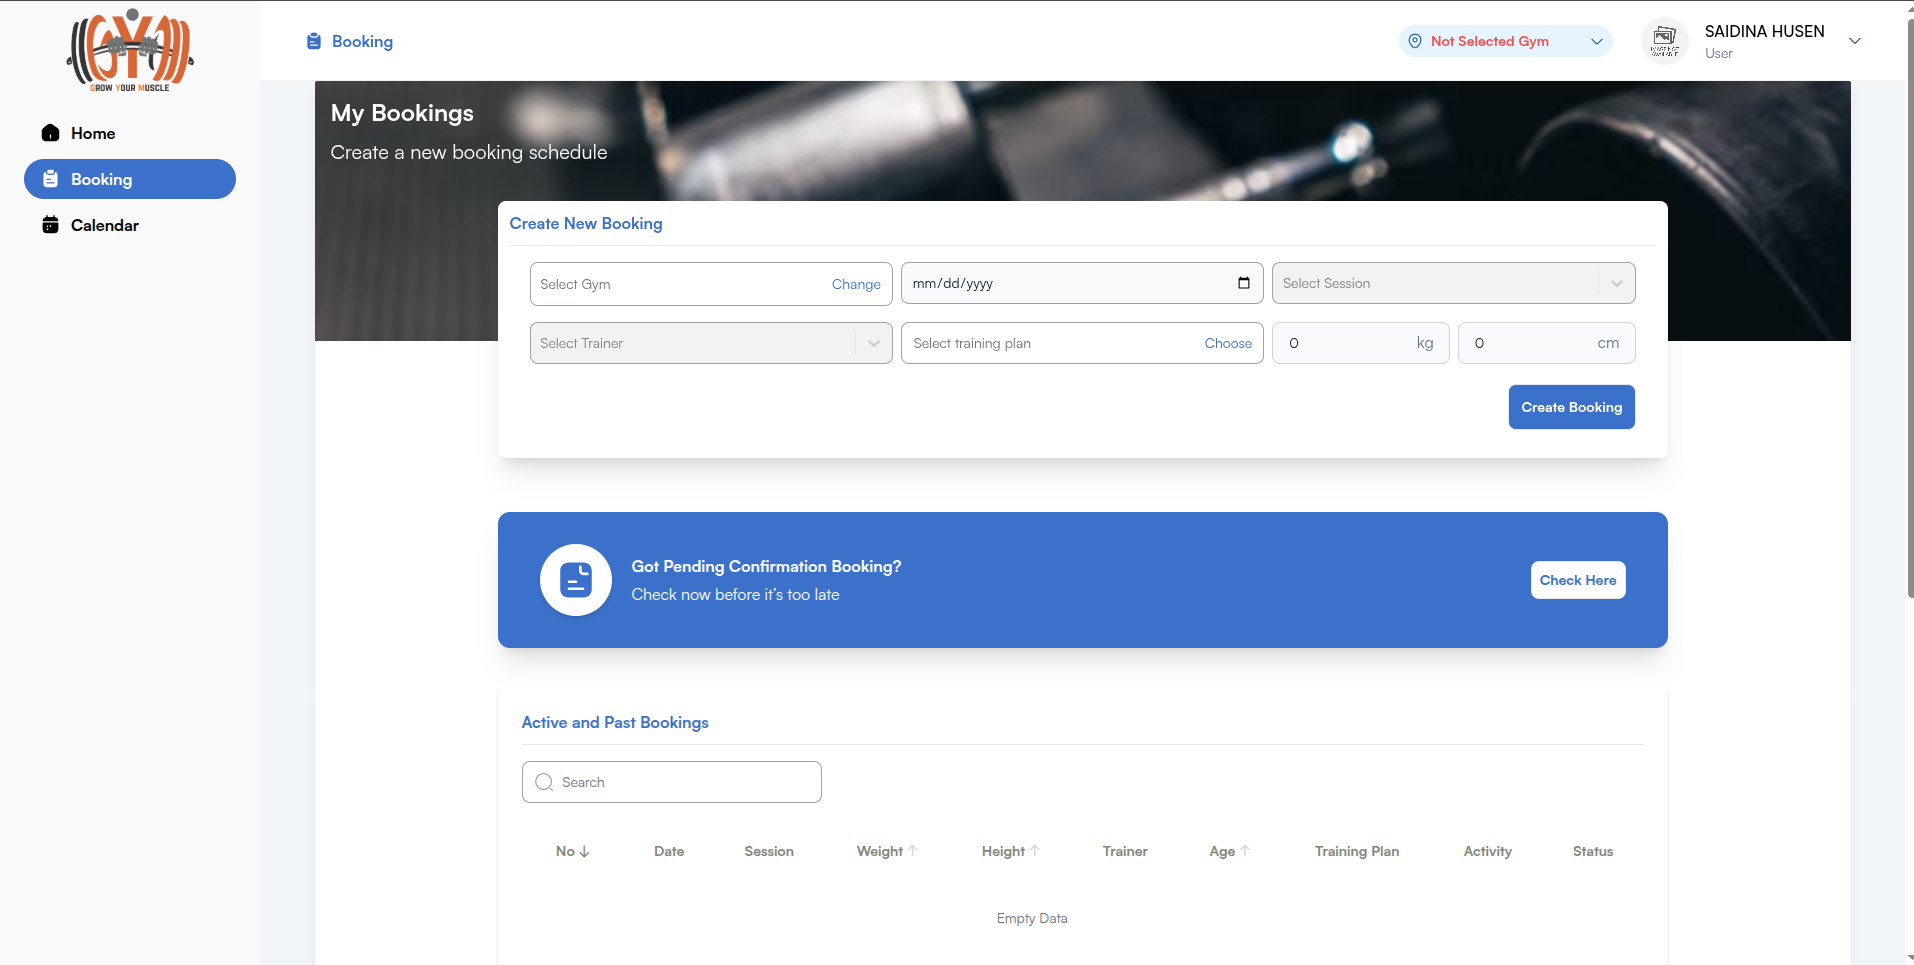 GROW YOUR MUSCLE
Home
Booking
Calendar
Booking
Not Selected Gym
SAIDINA HUSEN
User
My Bookings
Create a new booking schedule
Create New Booking
Select Gym Change mm/dd/yyyy Select Session
Select Trainer Select training plan Choose 0 kg 0 cm
Create Booking
Got Pending Confirmation Booking?
Check now before it's too late
Check Here
Active and Past Bookings
Search
No Date Session Weight Height Trainer Age Training Plan Activity Status
Empty Data